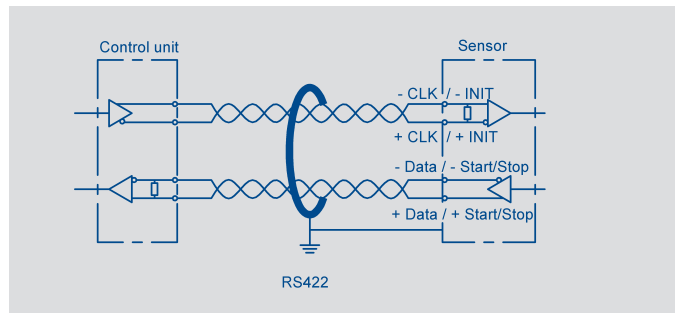 Control unit
Sensor
- CLK / - INIT
+ CLK / + INIT
- Data / - Start/Stop
+ Data / + Start/Stop
RS422